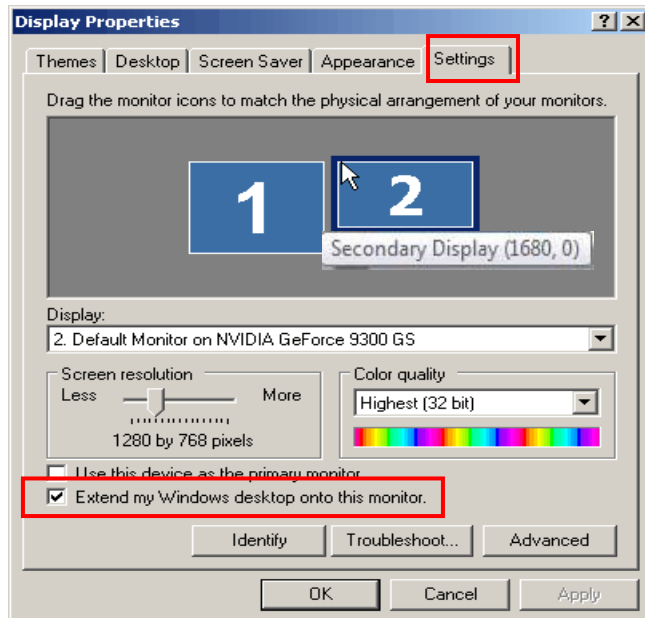 Display Properties
Themes Desktop Screen Saver Appearance Settings
Drag the monitor icons to match the physical arrangement of your monitors.
1 2
Secondary Display (1680, 0)
Display:
2. Default Monitor on NVIDIA GeForce 9300 GS
Screen resolution
Less More
1280 by 768 pixels
Color quality
Highest (32 bit)
Use this device as the primary monitor.
Extend my Windows desktop onto this monitor.
Identify Troubleshoot... Advanced
OK Cancel Apply